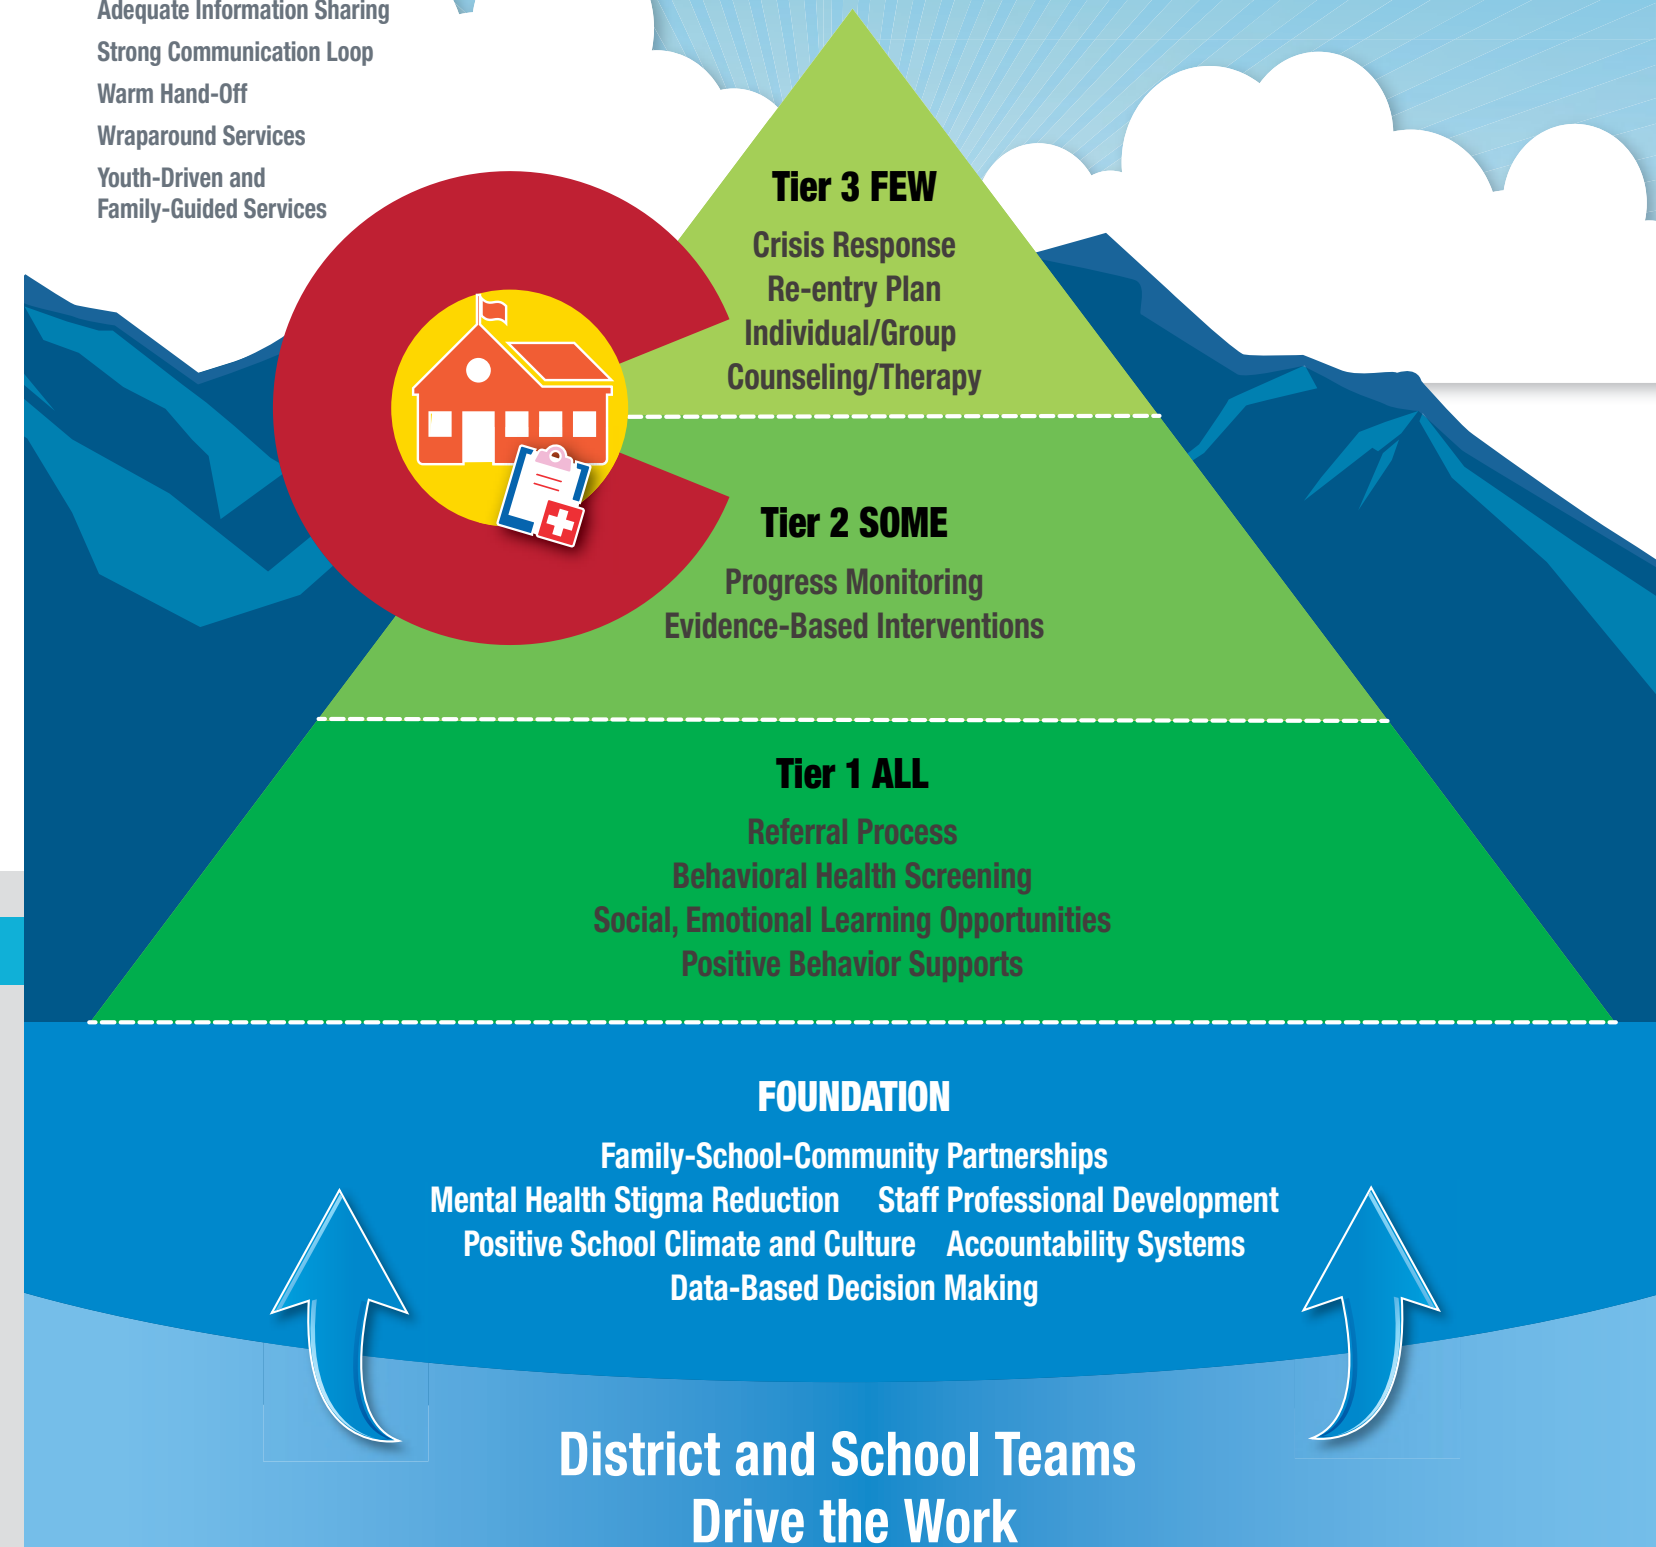 Adequate Information Sharing
Strong Communication Loop
Warm Hand-Off
Wraparound Services
Youth-Driven and
Family-Guided Services
Tier 3 FEW
Crisis Response
Re-entry Plan
Individual/Group
Counseling/Therapy
Tier 2 SOME
Progress Monitoring
Evidence-Based Interventions
Tier 1 ALL
Referral Process
Behavioral Health Screening
Social, Emotional Learning Opportunities
Positive Behavior Supports
FOUNDATION
Family-School-Community Partnerships
Mental Health Stigma Reduction Staff Professional Development
Positive School Climate and Culture Accountability Systems
Data-Based Decision Making
District and School Teams
Drive the Work